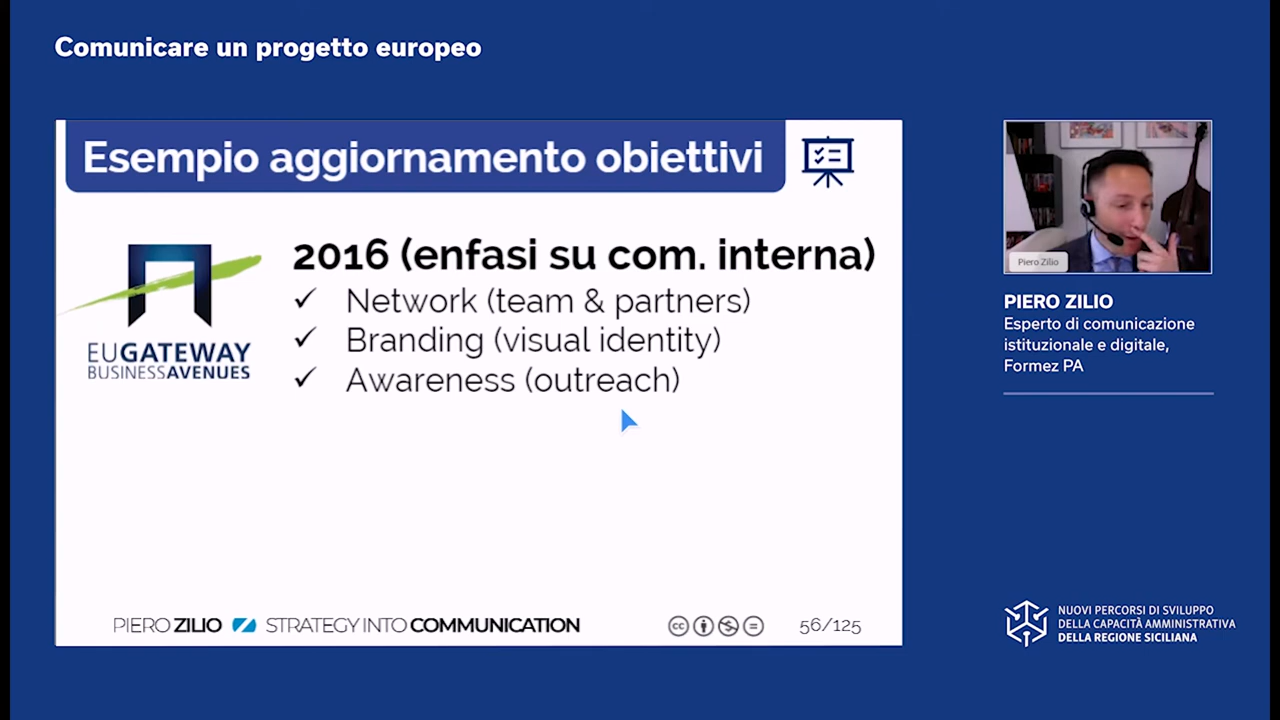 Comunicare un progetto europeo
Esempio aggiornamento obiettivi
EUGATEWAY
BUSINESSAVENUES
2016 (enfasi su com. interna)
✓ Network (team & partners)
✓ Branding (visual identity)
✓ Awareness (outreach)
PIERO ZILIO STRATEGY INTO COMMUNICATION
cc
56/125
Piero Zilio
PIERO ZILIO
Esperto di comunicazione
istituzionale e digitale,
Formez PA
NUOVI PERCORSI DI SVILUPPO
DELLA CAPACITÀ AMMINISTRATIVA
DELLA REGIONE SICILIANA